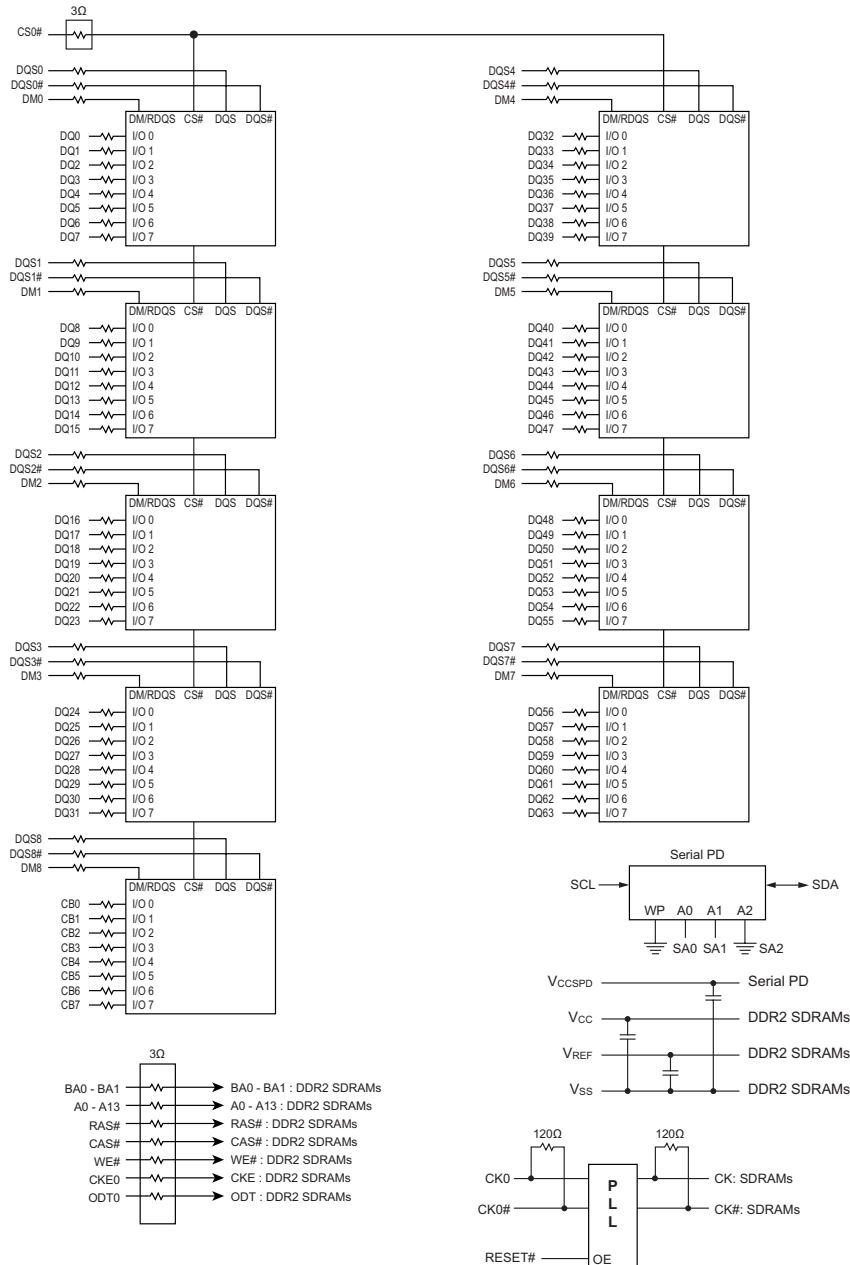 3Ω
CS0#
DQS0
DQS0#
DM0
DM/RDQS CS# DQS DQS#
DQ0 I/O 0
DQ1 I/O 1
DQ2 I/O 2
DQ3 I/O 3
DQ4 I/O 4
DQ5 I/O 5
DQ6 I/O 6
DQ7 I/O 7
DQS1
DQS1#
DM1
DM/RDQS CS# DQS DQS#
DQ8 I/O 0
DQ9 I/O 1
DQ10 I/O 2
DQ11 I/O 3
DQ12 I/O 4
DQ13 I/O 5
DQ14 I/O 6
DQ15 I/O 7
DQS2
DQS2#
DM2
DM/RDQS CS# DQS DQS#
DQ16 I/O 0
DQ17 I/O 1
DQ18 I/O 2
DQ19 I/O 3
DQ20 I/O 4
DQ21 I/O 5
DQ22 I/O 6
DQ23 I/O 7
DQS3
DQS3#
DM3
DM/RDQS CS# DQS DQS#
DQ24 I/O 0
DQ25 I/O 1
DQ26 I/O 2
DQ27 I/O 3
DQ28 I/O 4
DQ29 I/O 5
DQ30 I/O 6
DQ31 I/O 7
DQS8
DQS8#
DM8
DM/RDQS CS# DQS DQS#
CB0 I/O 0
CB1 I/O 1
CB2 I/O 2
CB3 I/O 3
CB4 I/O 4
CB5 I/O 5
CB6 I/O 6
CB7 I/O 7
DQS4
DQS4#
DM4
DM/RDQS CS# DQS DQS#
DQ32 I/O 0
DQ33 I/O 1
DQ34 I/O 2
DQ35 I/O 3
DQ36 I/O 4
DQ37 I/O 5
DQ38 I/O 6
DQ39 I/O 7
DQS5
DQS5#
DM5
DM/RDQS CS# DQS DQS#
DQ40 I/O 0
DQ41 I/O 1
DQ42 I/O 2
DQ43 I/O 3
DQ44 I/O 4
DQ45 I/O 5
DQ46 I/O 6
DQ47 I/O 7
DQS6
DQS6#
DM6
DM/RDQS CS# DQS DQS#
DQ48 I/O 0
DQ49 I/O 1
DQ50 I/O 2
DQ51 I/O 3
DQ52 I/O 4
DQ53 I/O 5
DQ54 I/O 6
DQ55 I/O 7
DQS7
DQS7#
DM7
DM/RDQS CS# DQS DQS#
DQ56 I/O 0
DQ57 I/O 1
DQ58 I/O 2
DQ59 I/O 3
DQ60 I/O 4
DQ61 I/O 5
DQ62 I/O 6
DQ63 I/O 7
Serial PD
SCL SDA
WP A0 A1 A2
SA0 SA1 SA2
VCCSPD Serial PD
VCC DDR2 SDRAMs
VREF DDR2 SDRAMs
VSS DDR2 SDRAMs
3Ω
BA0 - BA1 BA0 - BA1 : DDR2 SDRAMs
A0 - A13 A0 - A13 : DDR2 SDRAMs
RAS# RAS# : DDR2 SDRAMs
CAS# CAS# : DDR2 SDRAMs
WE# WE# : DDR2 SDRAMs
CKE0 CKE : DDR2 SDRAMs
ODT0 ODT : DDR2 SDRAMs
120Ω 120Ω
CK0 CK: SDRAMs
CK0# CK#: SDRAMs
PLL
RESET# OE